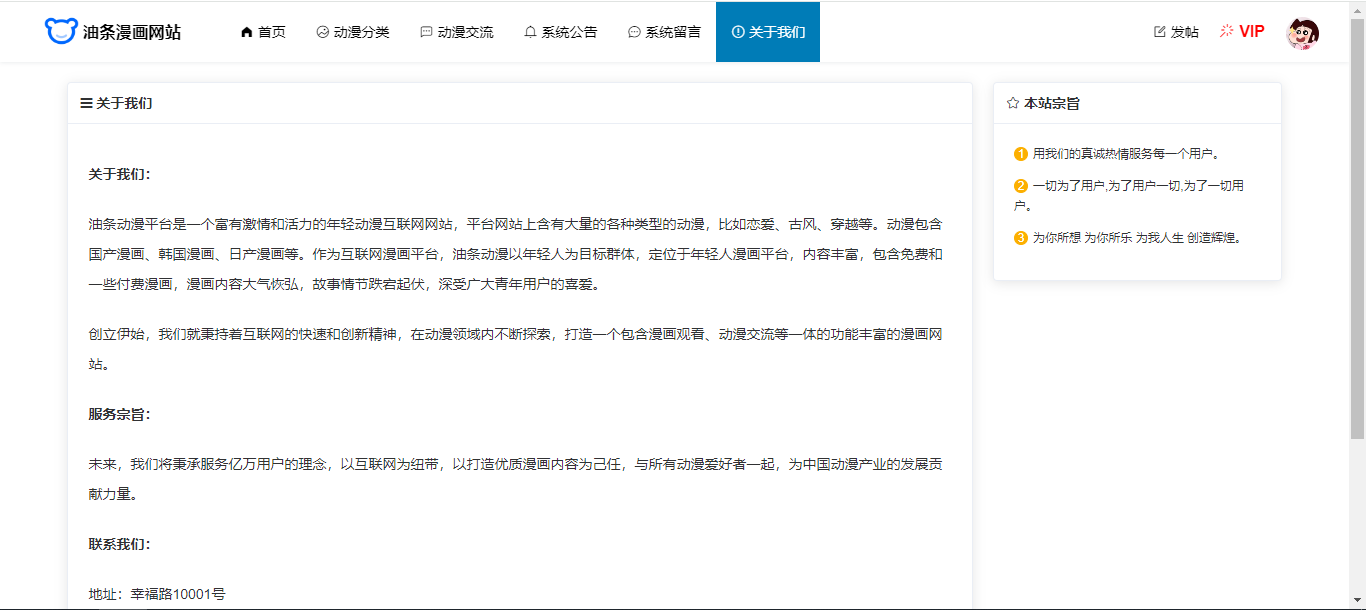 油条漫画网站
首页
动漫分类
动漫交流
系统公告
系统留言
关于我们
发帖
VIP
关于我们
关于我们：
油条动漫平台是一个富有激情和活力的年轻动漫互联网网站，平台网站上含有大量的各种类型的动漫，比如恋爱、古风、穿越等。动漫包含
国产漫画、韩国漫画、日产漫画等。作为互联网漫画平台，油条动漫以年轻人为目标群体，定位于年轻人漫画平台，内容丰富，包含免费和
一些付费漫画，漫画内容大气恢弘，故事情节跌宕起伏，深受广大青年用户的喜爱。
创立伊始，我们就秉持着互联网的快速和创新精神，在动漫领域内不断探索，打造一个包含漫画观看、动漫交流等一体的功能丰富的漫画网
站。
服务宗旨：
未来，我们将秉承服务亿万用户的理念，以互联网为纽带，以打造优质漫画内容为己任，与所有动漫爱好者一起，为中国动漫产业的发展贡
献力量。
联系我们：
地址：幸福路10001号
本站宗旨
1 用我们的真诚热情服务每一个用户。
2 一切为了用户,为了用户一切,为了一切用
户。
3 为你所想 为你所乐 为我人生 创造辉煌。